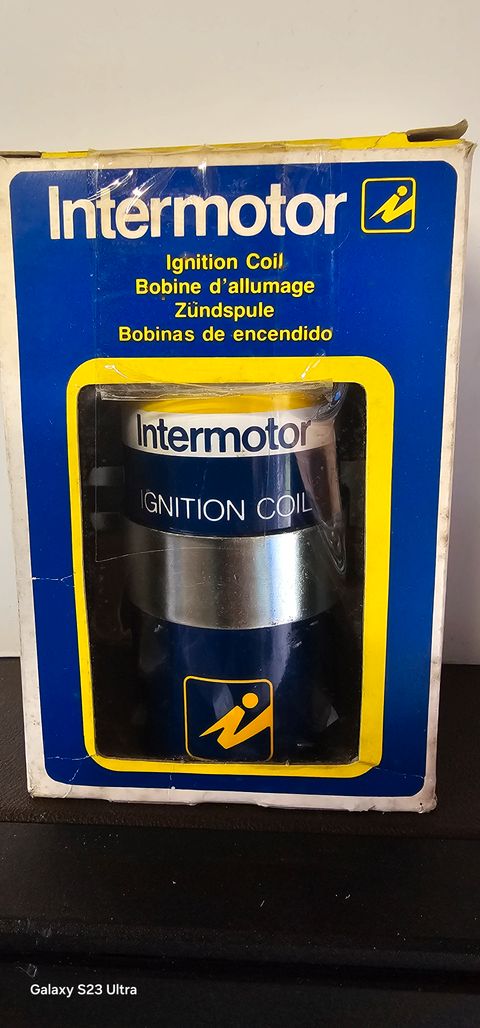 Intermotor
Ignition Coil
Bobine d'allumage
Zündspule
Bobinas de encendido
Intermotor
IGNITION COIL
Galaxy S23 Ultra